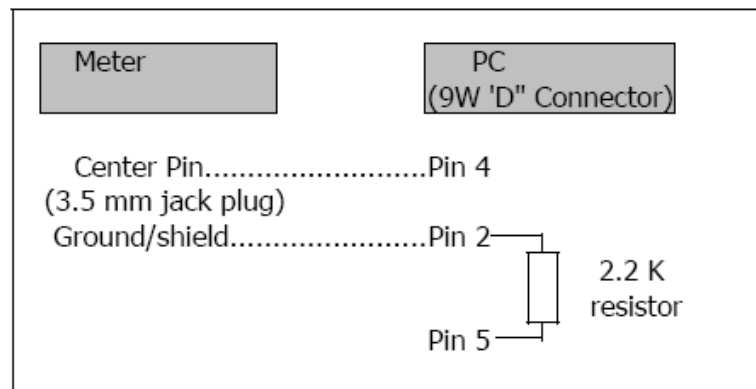 Meter
PC
(9W 'D" Connector)
Center Pin..........................Pin 4
(3.5 mm jack plug)
Ground/shield.......................Pin 2
2.2 K
resistor
Pin 5